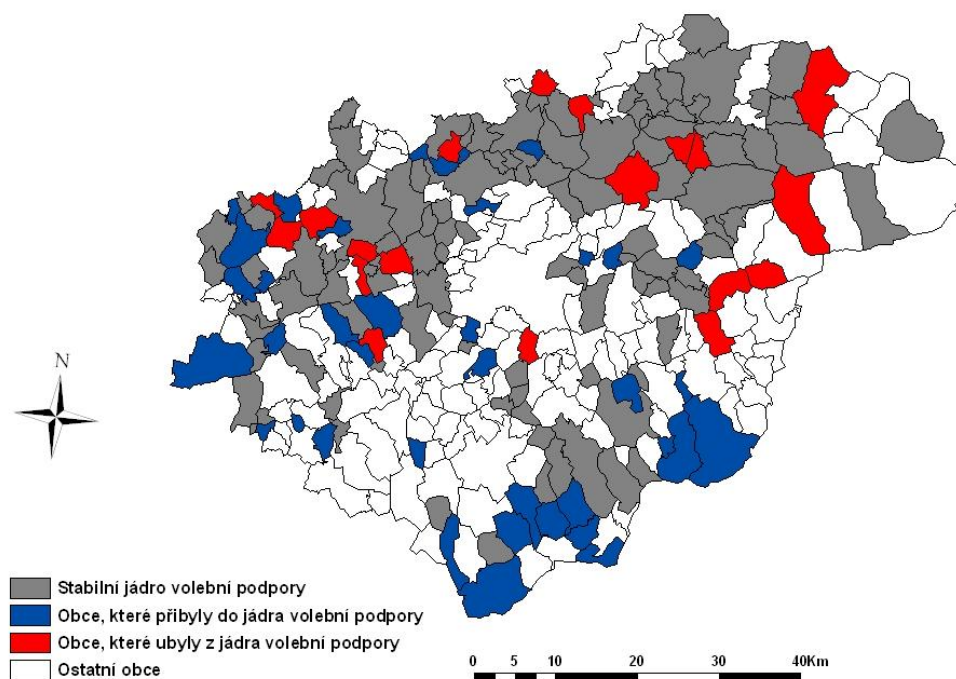 N
Stabilní jádro volební podpory
Obce, které přibyly do jádra volební podpory
Obce, které ubyly z jádra volební podpory
Ostatní obce
0 5 10 20 30 40Km